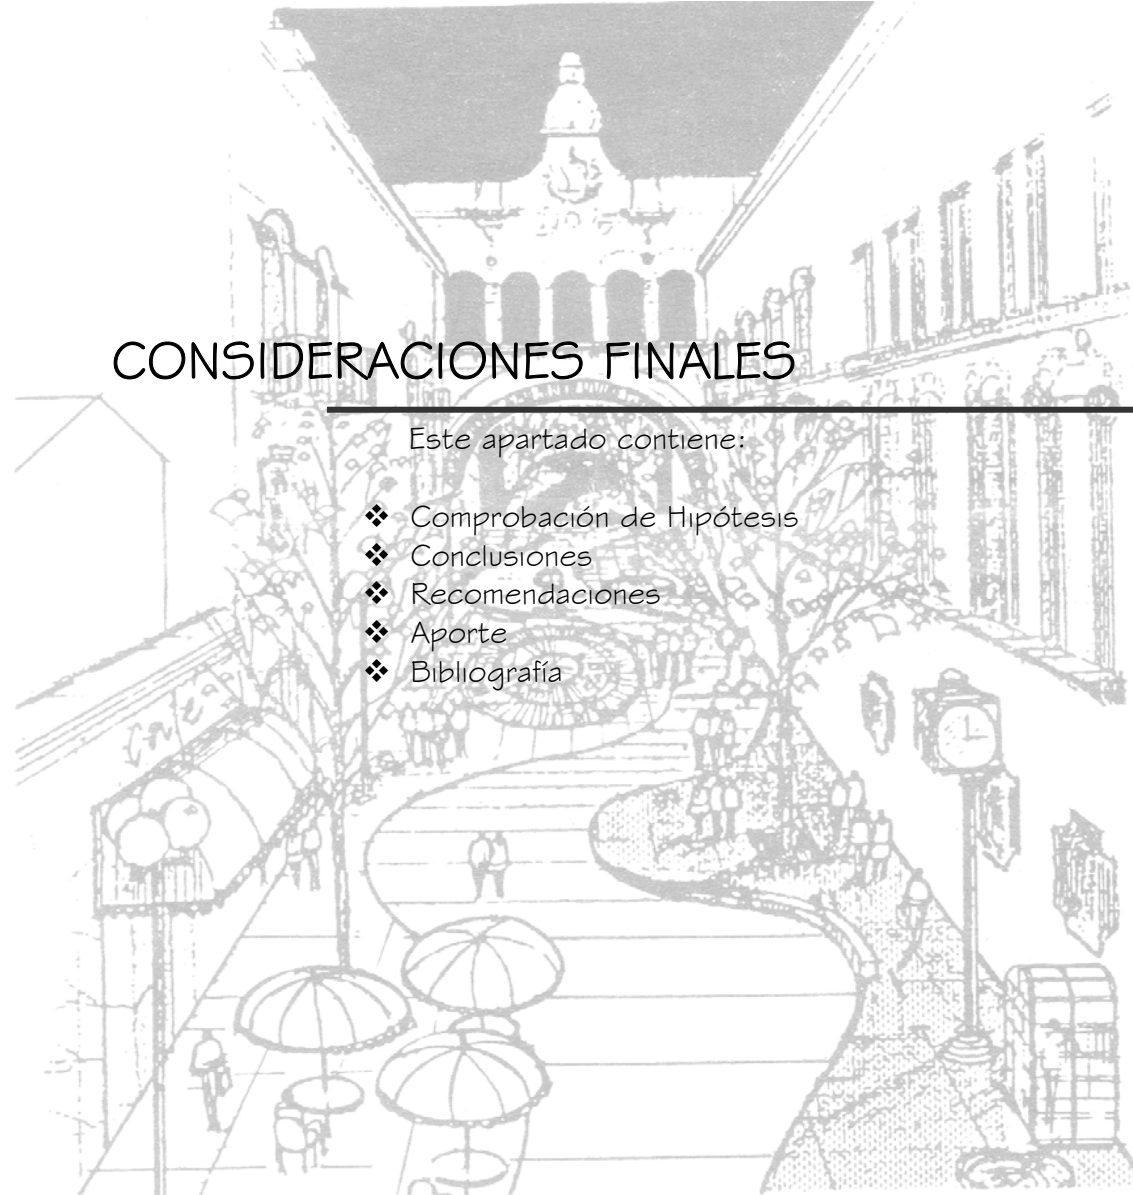 CONSIDERACIONES FINALES
Este apartado contiene:
❖ Comprobación de Hipótesis
❖ Conclusiones
❖ Recomendaciones
❖ Aporte
❖ Bibliografía